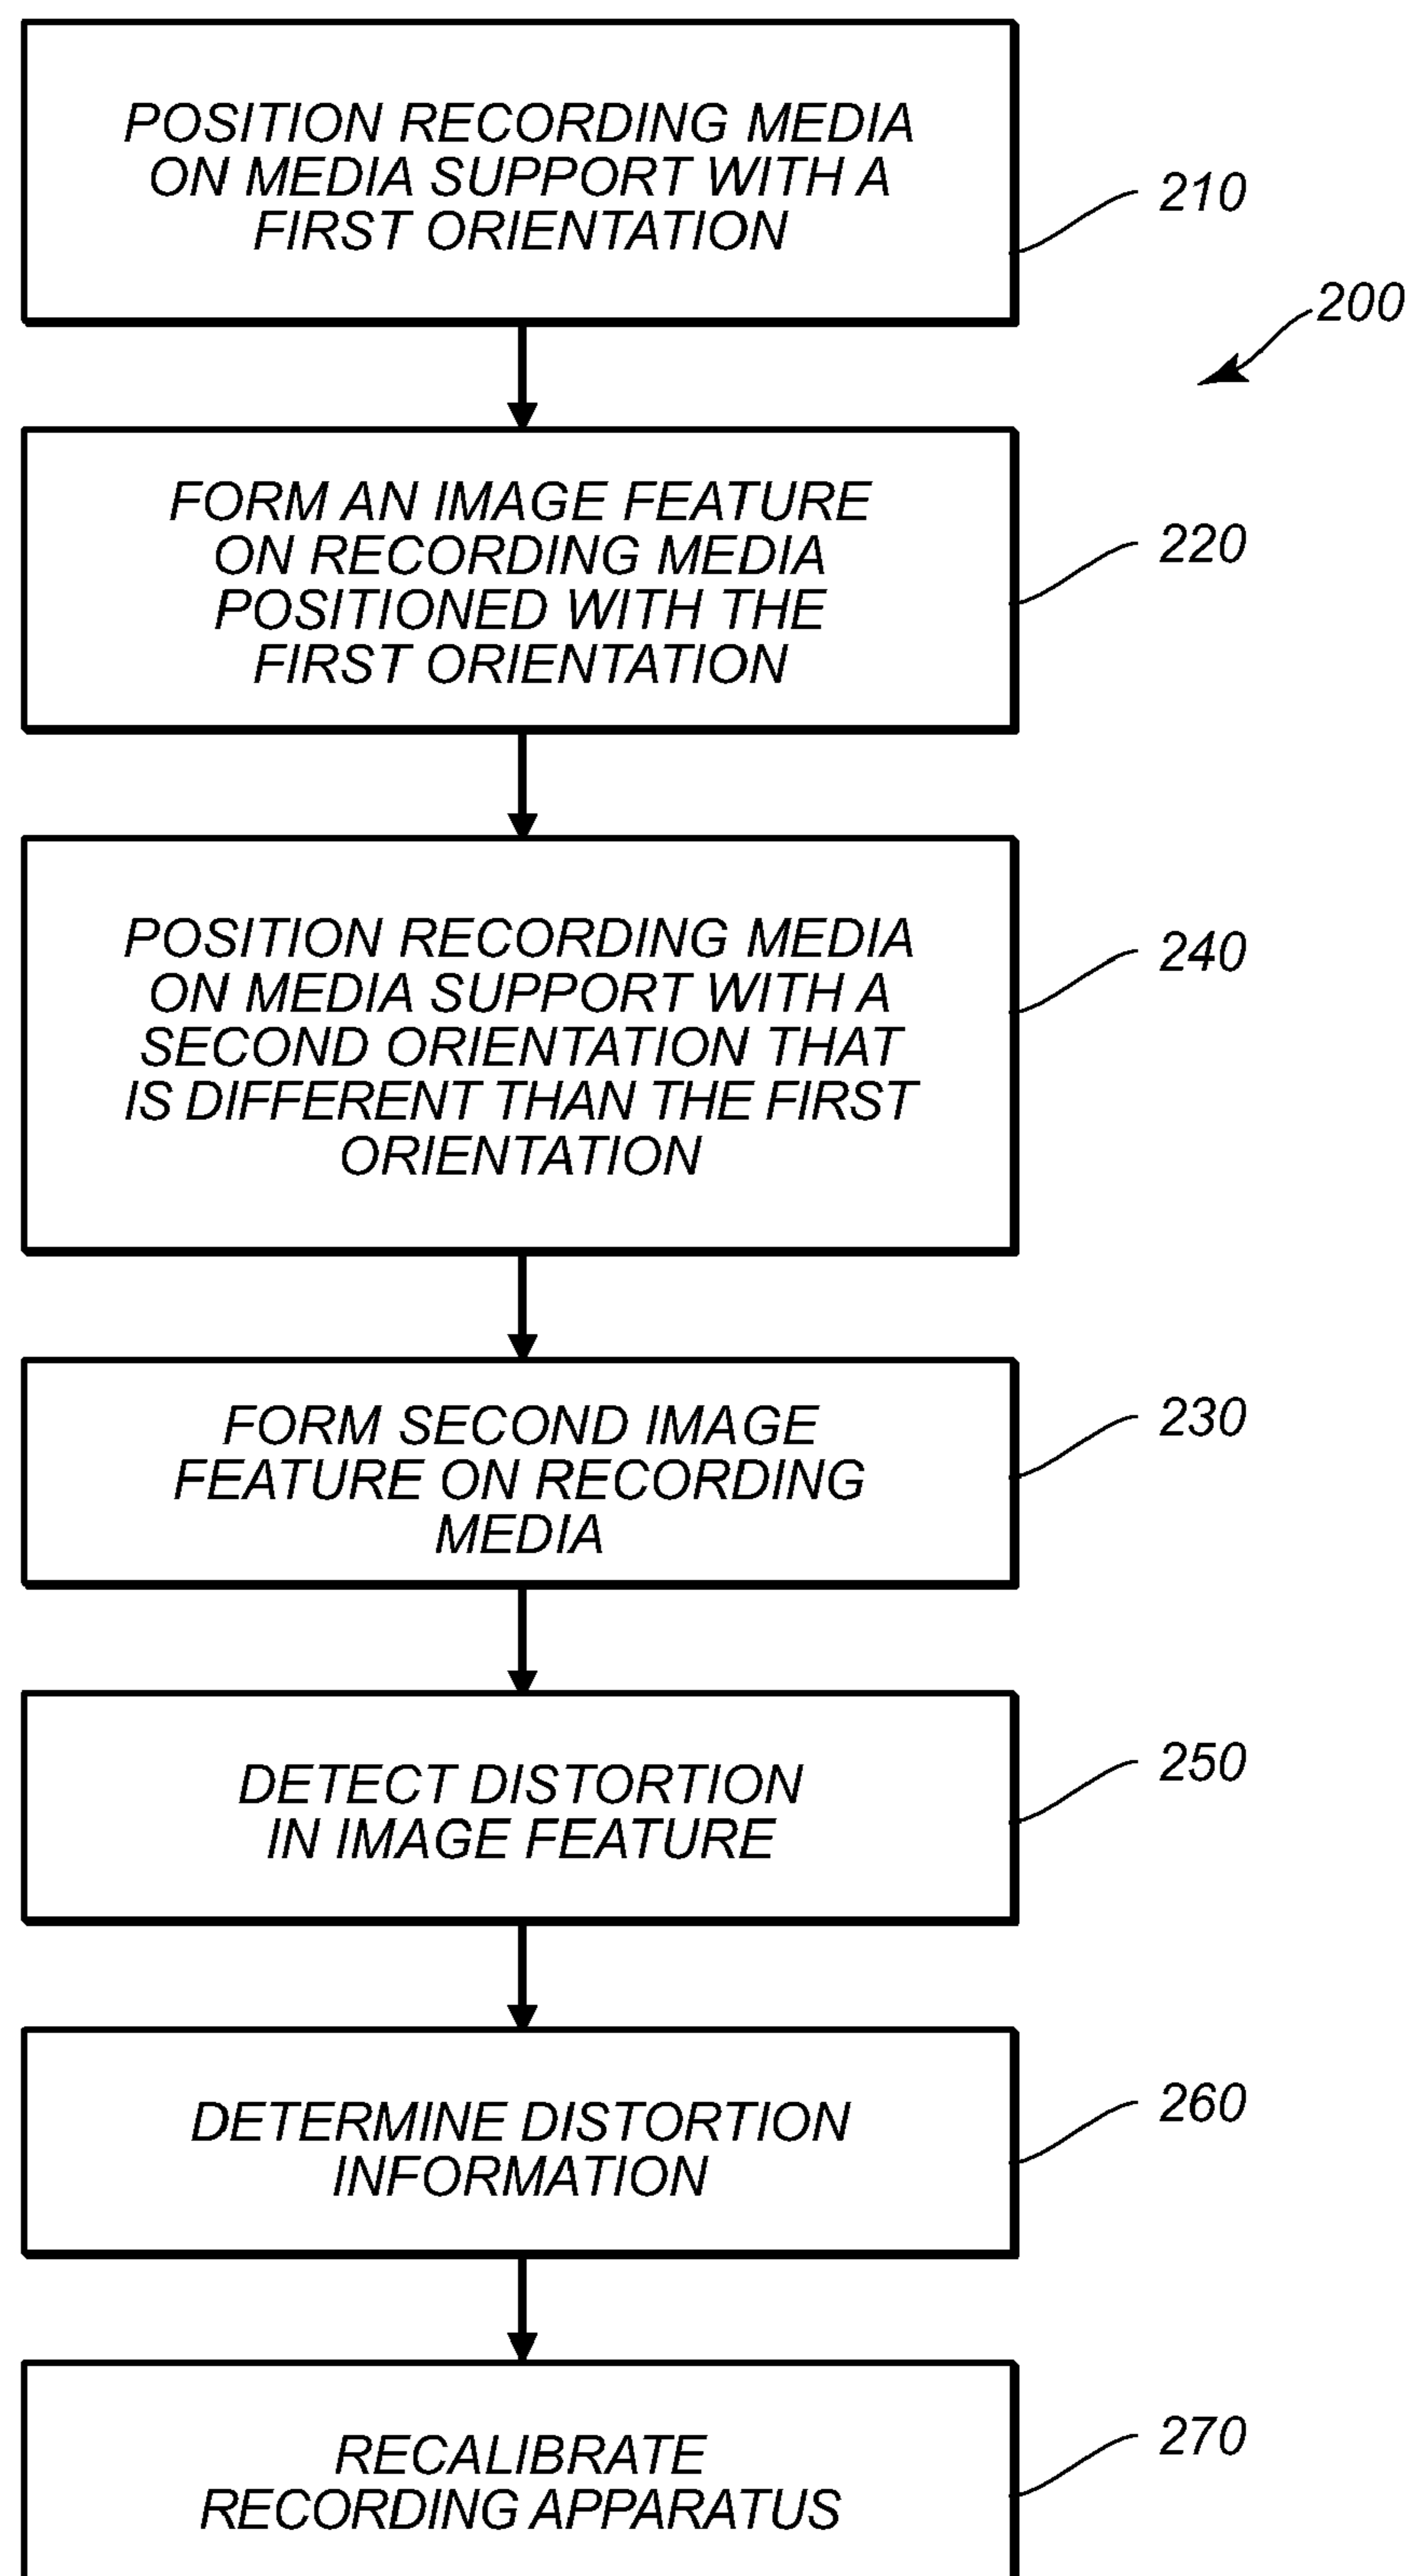 POSITION RECORDING MEDIA
ON MEDIA SUPPORT WITH A
FIRST ORIENTATION
210
200
FORM AN IMAGE FEATURE
ON RECORDING MEDIA
POSITIONED WITH THE
FIRST ORIENTATION
220
POSITION RECORDING MEDIA
ON MEDIA SUPPORT WITH A
SECOND ORIENTATION THAT
IS DIFFERENT THAN THE FIRST
ORIENTATION
240
FORM SECOND IMAGE
FEATURE ON RECORDING
MEDIA
230
DETECT DISTORTION
IN IMAGE FEATURE
250
DETERMINE DISTORTION
INFORMATION
260
RECALIBRATE
RECORDING APPARATUS
270